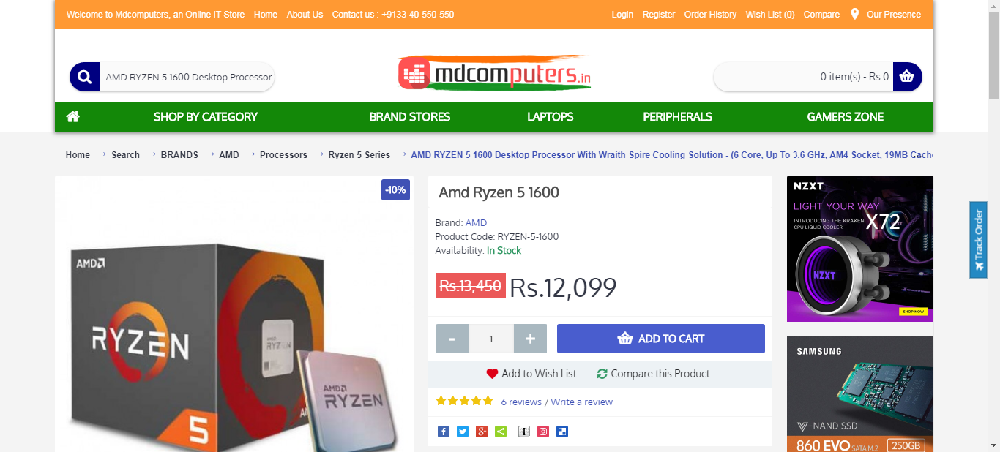 Welcome to Mdcomputers, an Online IT Store Home About Us Contact us : +9133-40-550-550
Login Register Order History Wish List (0) Compare Our Presence
AMD RYZEN 5 1600 Desktop Processor
mdcomputers.in
0 item(s) - Rs.0
SHOP BY CATEGORY BRAND STORES LAPTOPS PERIPHERALS GAMERS ZONE
Home → Search → BRANDS → AMD → Processors → Ryzen 5 Series → AMD RYZEN 5 1600 Desktop Processor With Wraith Spire Cooling Solution - (6 Core, Up To 3.6 GHz, AM4 Socket, 19MB Cache
-10%
AMD
RYZEN
RYZEN
5
AMD
RYZEN
Amd Ryzen 5 1600
Brand: AMD
Product Code: RYZEN-5-1600
Availability: In Stock
Rs.13,450 Rs.12,099
- 1 + ADD TO CART
Add to Wish List Compare this Product
6 reviews / Write a review
NZXT
LIGHT YOUR WAY
INTRODUCING THE KRAKEN
CPU LIQUID COOLER.
X72
NZXT
SHOP NOW
Track Order
SAMSUNG
V-NAND SSD
860 EVO SATA M.2 250GB